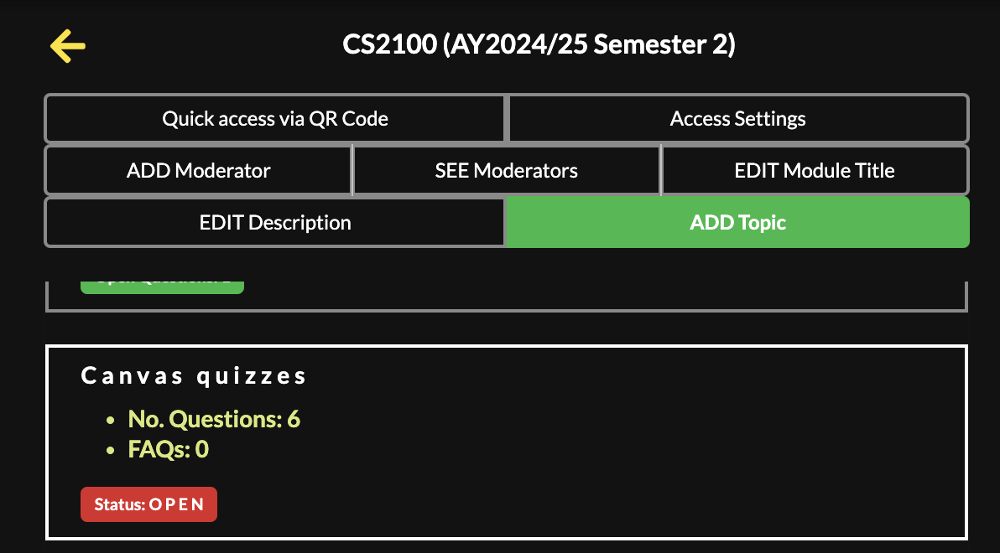 CS2100 (AY2024/25 Semester 2)
Quick access via QR Code
Access Settings
ADD Moderator
SEE Moderators
EDIT Module Title
EDIT Description
ADD Topic
Canvas quizzes
No. Questions: 6
FAQs: 0
Status: OPEN